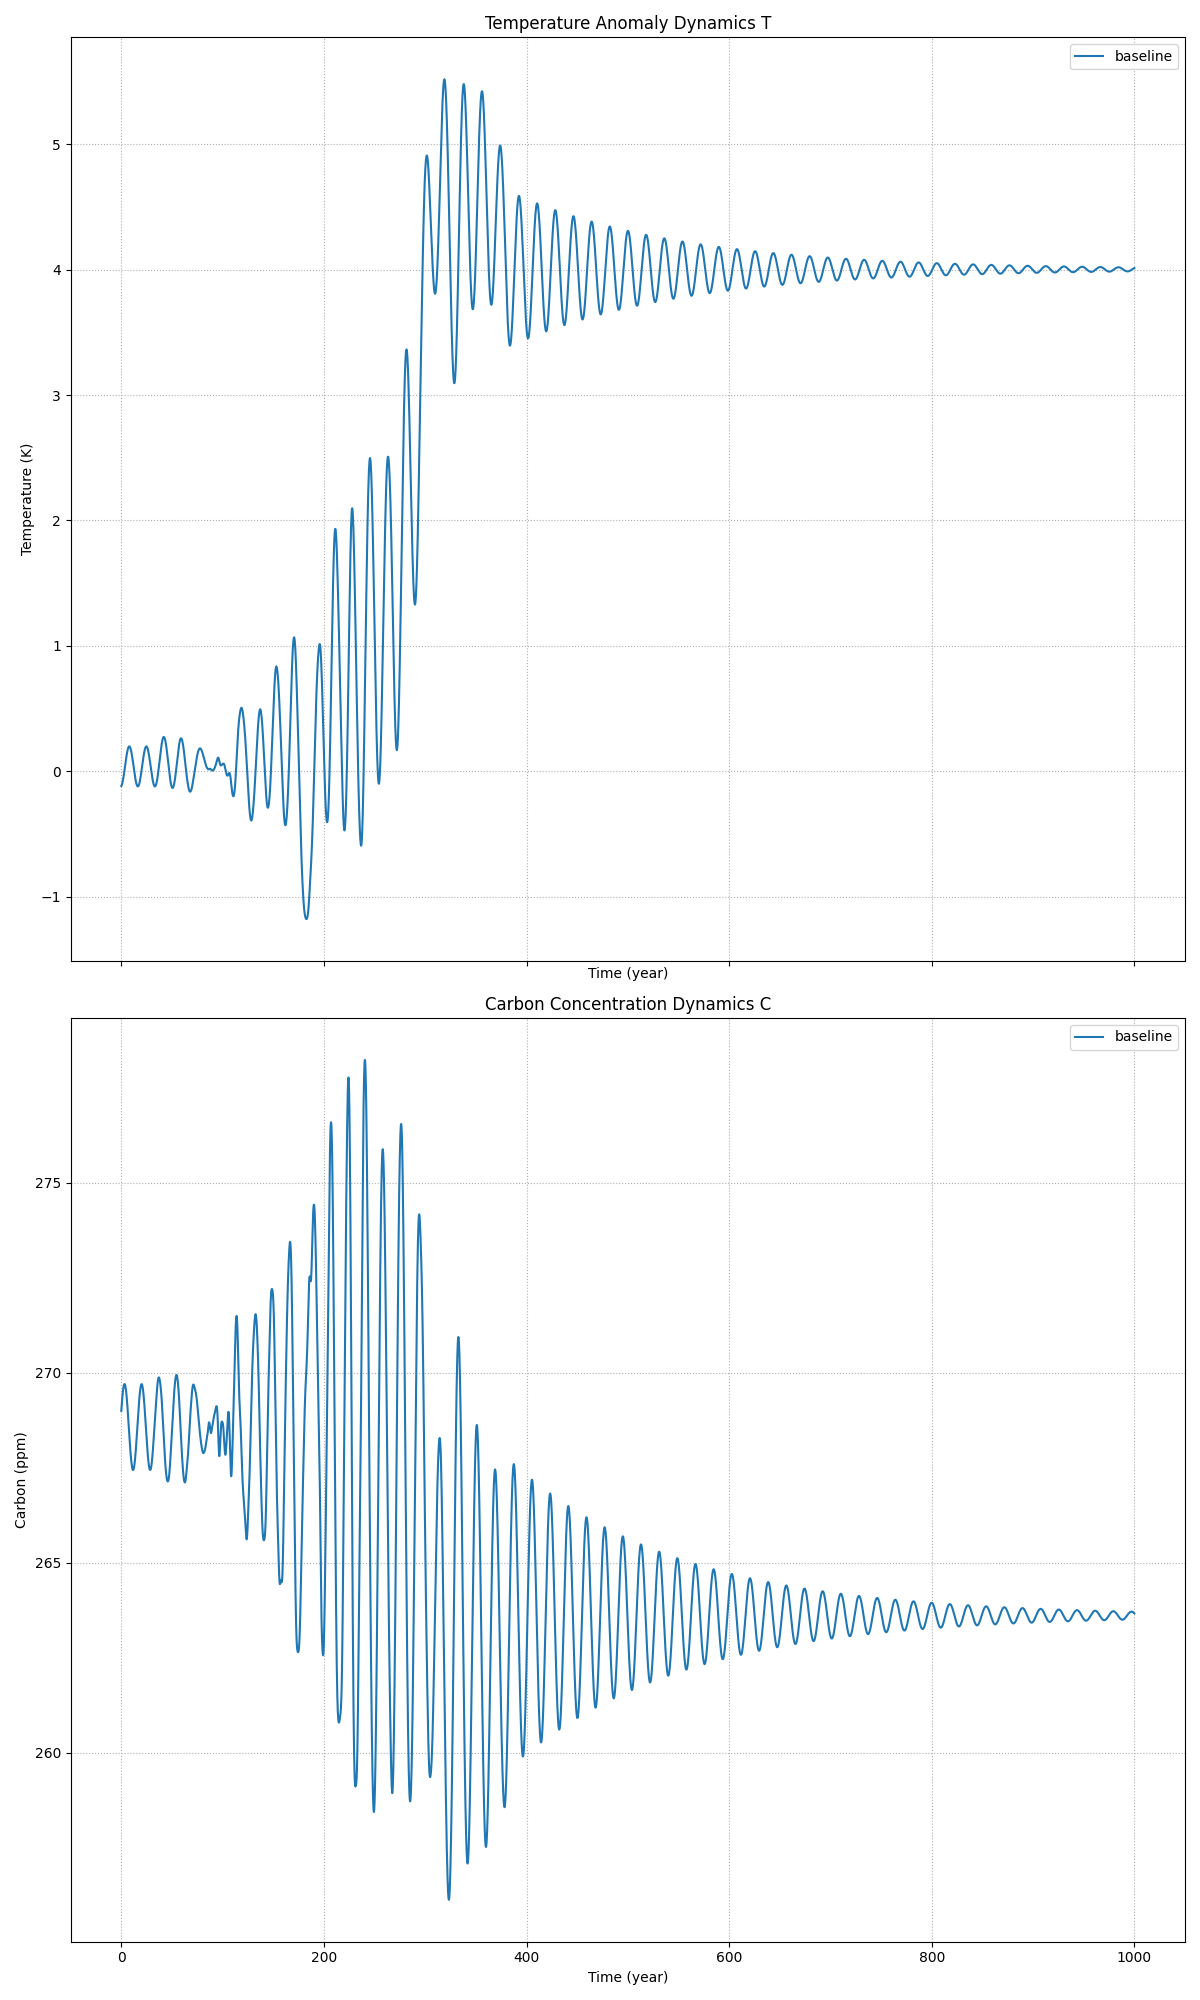 Temperature Anomaly Dynamics T
baseline
5
4
3
2
1
0
−1
Temperature (K)
Time (year)
Carbon Concentration Dynamics C
baseline
275
270
265
260
Carbon (ppm)
0 200 400 600 800 1000
Time (year)